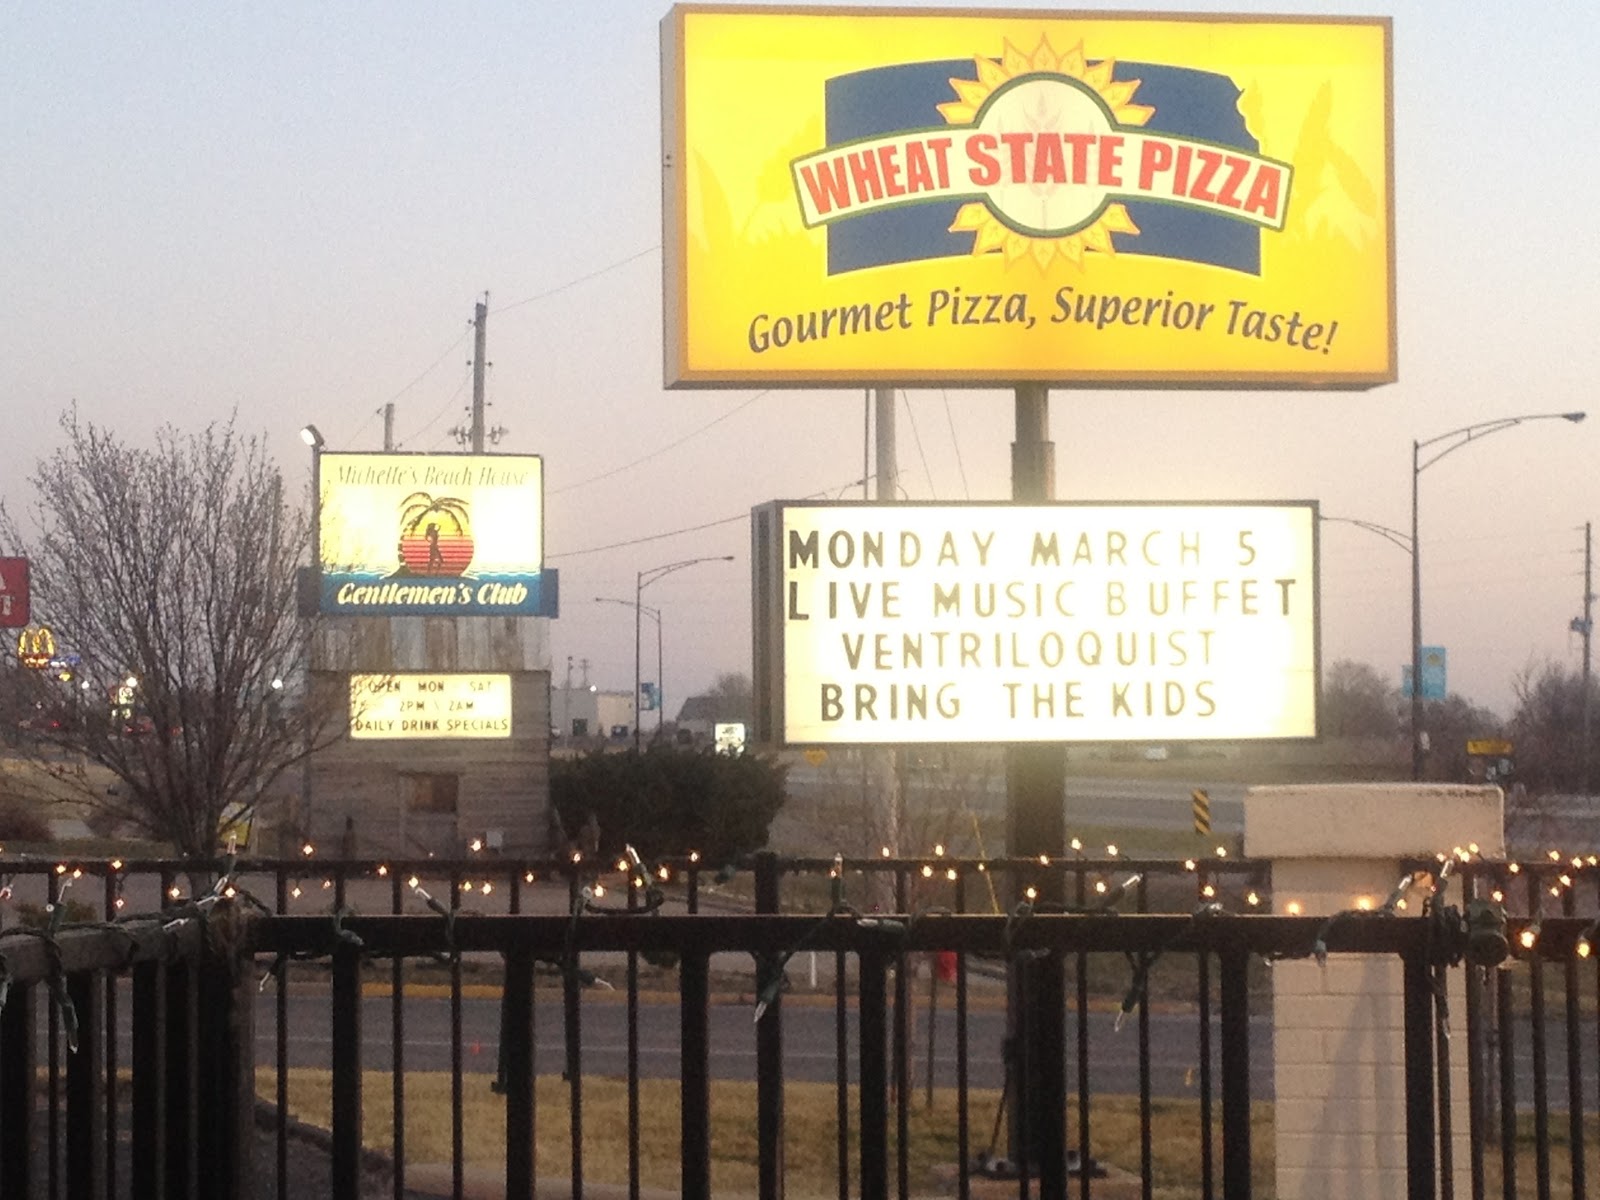 WHEAT STATE PIZZA
Gourmet Pizza, Superior Taste!
MONDAY MARCH 5
LIVE MUSIC BUFFET
VENTRILOQUIST
BRING THE KIDS
Michelle's Beach House
Gentlemen's Club
OPEN MON SAT
2PM 2AM
DAILY DRINK SPECIALS